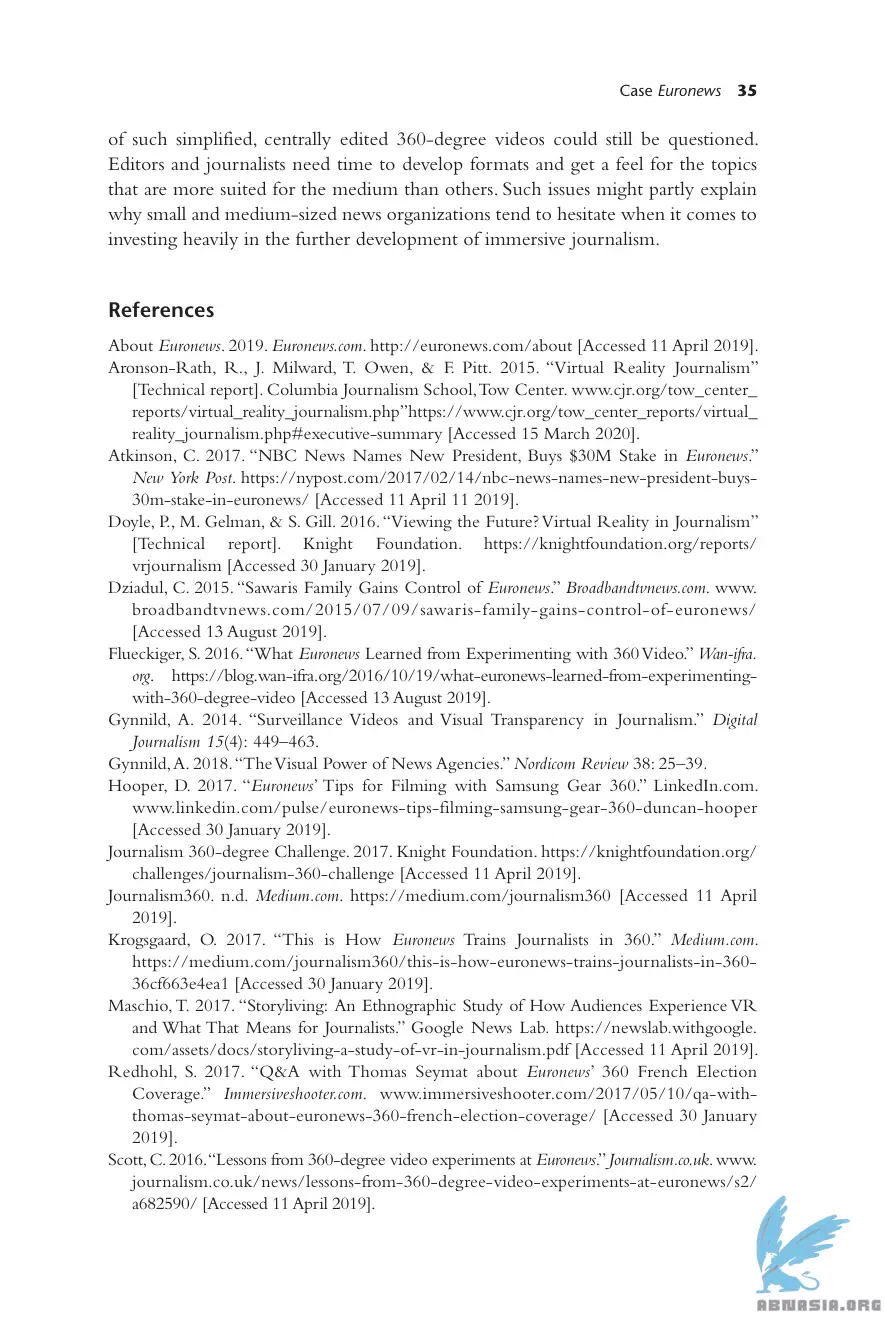 Case Euronews 35
of such simplified, centrally edited 360-degree videos could still be questioned.
Editors and journalists need time to develop formats and get a feel for the topics
that are more suited for the medium than others. Such issues might partly explain
why small and medium-sized news organizations tend to hesitate when it comes to
investing heavily in the further development of immersive journalism.
References
About Euronews. 2019. Euronews.com. http://euronews.com/about [Accessed 11 April 2019].
Aronson-Rath, R., J. Milward, T. Owen, & F. Pitt. 2015. “Virtual Reality Journalism”
[Technical report]. Columbia Journalism School, Tow Center. www.cjr.org/tow_center_
reports/virtual_reality_journalism.php”https://www.cjr.org/tow_center_reports/virtual_
reality_journalism.php#executive-summary [Accessed 15 March 2020].
Atkinson, C. 2017. “NBC News Names New President, Buys $30M Stake in Euronews.”
New York Post. https://nypost.com/2017/02/14/nbc-news-names-new-president-buys-
30m-stake-in-euronews/ [Accessed 11 April 11 2019].
Doyle, P., M. Gelman, & S. Gill. 2016. “Viewing the Future? Virtual Reality in Journalism”
[Technical report]. Knight Foundation. https://knightfoundation.org/reports/
vrjournalism [Accessed 30 January 2019].
Dziadul, C. 2015. “Sawaris Family Gains Control of Euronews.” Broadbandtvnews.com. www.
broadbandtvnews.com/2015/07/09/sawaris-family-gains-control-of-euronews/
[Accessed 13 August 2019].
Flueckiger, S. 2016. “What Euronews Learned from Experimenting with 360 Video.” Wan-ifra.
org. https://blog.wan-ifra.org/2016/10/19/what-euronews-learned-from-experimenting-
with-360-degree-video [Accessed 13 August 2019].
Gynnild, A. 2014. “Surveillance Videos and Visual Transparency in Journalism.” Digital
Journalism 15(4): 449–463.
Gynnild, A. 2018. “The Visual Power of News Agencies.” Nordicom Review 38: 25–39.
Hooper, D. 2017. “Euronews’ Tips for Filming with Samsung Gear 360.” LinkedIn.com.
www.linkedin.com/pulse/euronews-tips-filming-samsung-gear-360-duncan-hooper
[Accessed 30 January 2019].
Journalism 360-degree Challenge. 2017. Knight Foundation. https://knightfoundation.org/
challenges/journalism-360-challenge [Accessed 11 April 2019].
Journalism360. n.d. Medium.com. https://medium.com/journalism360 [Accessed 11 April
2019].
Krogsgaard, O. 2017. “This is How Euronews Trains Journalists in 360.” Medium.com.
https://medium.com/journalism360/this-is-how-euronews-trains-journalists-in-360-
36cf663e4ea1 [Accessed 30 January 2019].
Maschio, T. 2017. “Storyliving: An Ethnographic Study of How Audiences Experience VR
and What That Means for Journalists.” Google News Lab. https://newslab.withgoogle.
com/assets/docs/storyliving-a-study-of-vr-in-journalism.pdf [Accessed 11 April 2019].
Redhohl, S. 2017. “Q&A with Thomas Seymat about Euronews’ 360 French Election
Coverage.” Immersiveshooter.com. www.immersiveshooter.com/2017/05/10/qa-with-
thomas-seymat-about-euronews-360-french-election-coverage/ [Accessed 30 January
2019].
Scott, C. 2016. “Lessons from 360-degree video experiments at Euronews.” Journalism.co.uk. www.
journalism.co.uk/news/lessons-from-360-degree-video-experiments-at-euronews/s2/
a682590/ [Accessed 11 April 2019].
ABNASIA.ORG